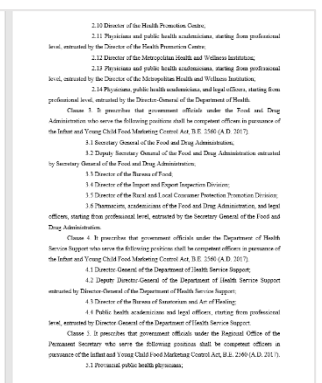 2.10 Director of the Health Promotion Centre;
2.11 Physicians and public health academicians, starting from professional
level, entrusted by the Director of the Health Promotion Centre;
2.12 Director of the Metropolitan Health and Wellness Institution;
2.13 Physicians and public health academicians, starting from professional
level, entrusted by the Director of the Metropolitan Health and Wellness Institution;
2.14 Physicians, public health academicians, and legal officers, starting from
professional level, entrusted by the Director-General of the Department of Health.
Clause 3. It prescribes that government officials under the Food and Drug
Administration who serve the following positions shall be competent officers in pursuance of
the Infant and Young Child Food Marketing Control Act, B.E. 2560 (A.D. 2017).
3.1 Secretary General of the Food and Drug Administration;
3.2 Deputy Secretary General of the Food and Drug Administration entrusted
by Secretary General of the Food and Drug Administration;
3.3 Director of the Bureau of Food;
3.4 Director of the Import and Export Inspection Division;
3.5 Director of the Rural and Local Consumer Protection Promotion Division;
3.6 Pharmacists, academicians of the Food and Drug Administration, and legal
officers, starting from professional level, entrusted by the Secretary General of the Food and
Drug Administration.
Clause 4. It prescribes that government officials under the Department of Health
Service Support who serve the following positions shall be competent officers in pursuance of
the Infant and Young Child Food Marketing Control Act, B.E. 2560 (A.D. 2017).
4.1 Director-General of the Department of Health Service Support;
4.2 Deputy Director-General of the Department of Health Service Support
entrusted by Director-General of the Department of Health Service Support;
4.3 Director of the Bureau of Sanatorium and Art of Healing;
4.4 Public health academicians and legal officers, starting from professional
level, entrusted by Director General of the Department of Health Service Support.
Clause 5. It prescribes that government officials under the Regional Office of the
Permanent Secretary who serve the following positions shall be competent officers in
pursuance of the Infant and Young Child Food Marketing Control Act, B.E. 2560 (A.D. 2017).
5.1 Provincial public health physicians;